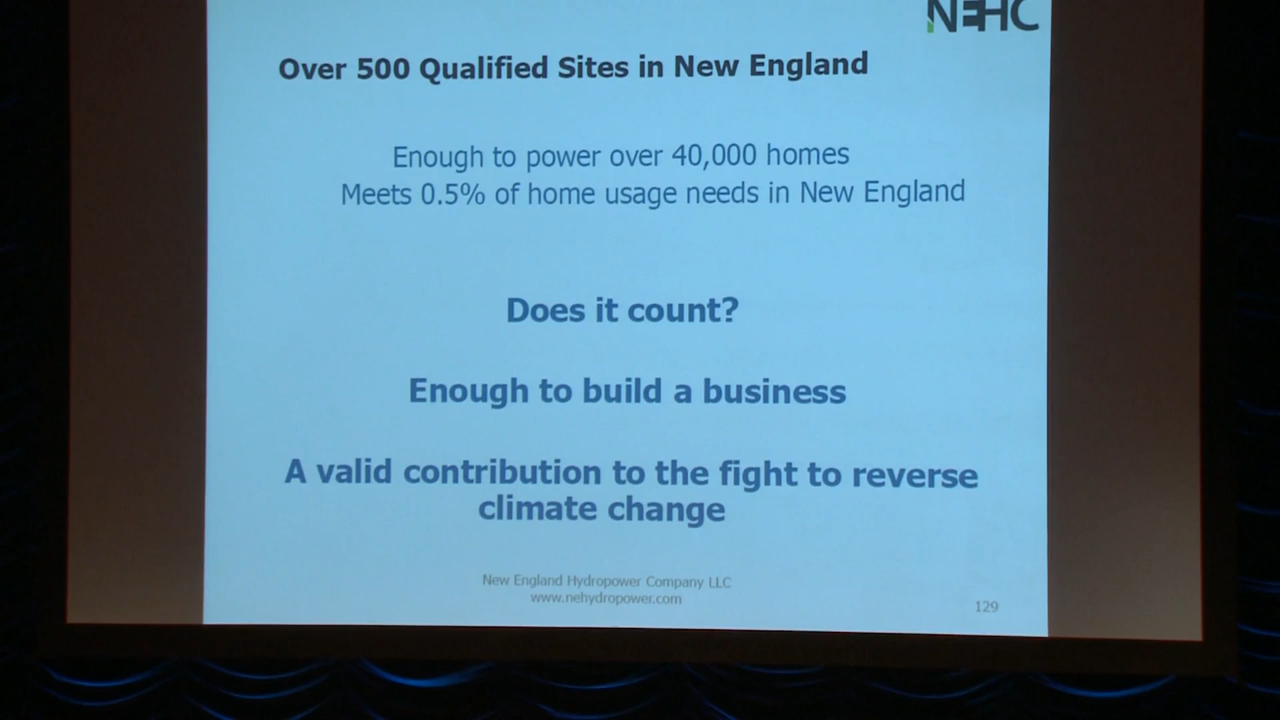 NEHC
Over 500 Qualified Sites in New England
Enough to power over 40,000 homes
Meets 0.5% of home usage needs in New England
Does it count?
Enough to build a business
A valid contribution to the fight to reverse
climate change
New England Hydropower Company LLC
www.nehydropower.com
129